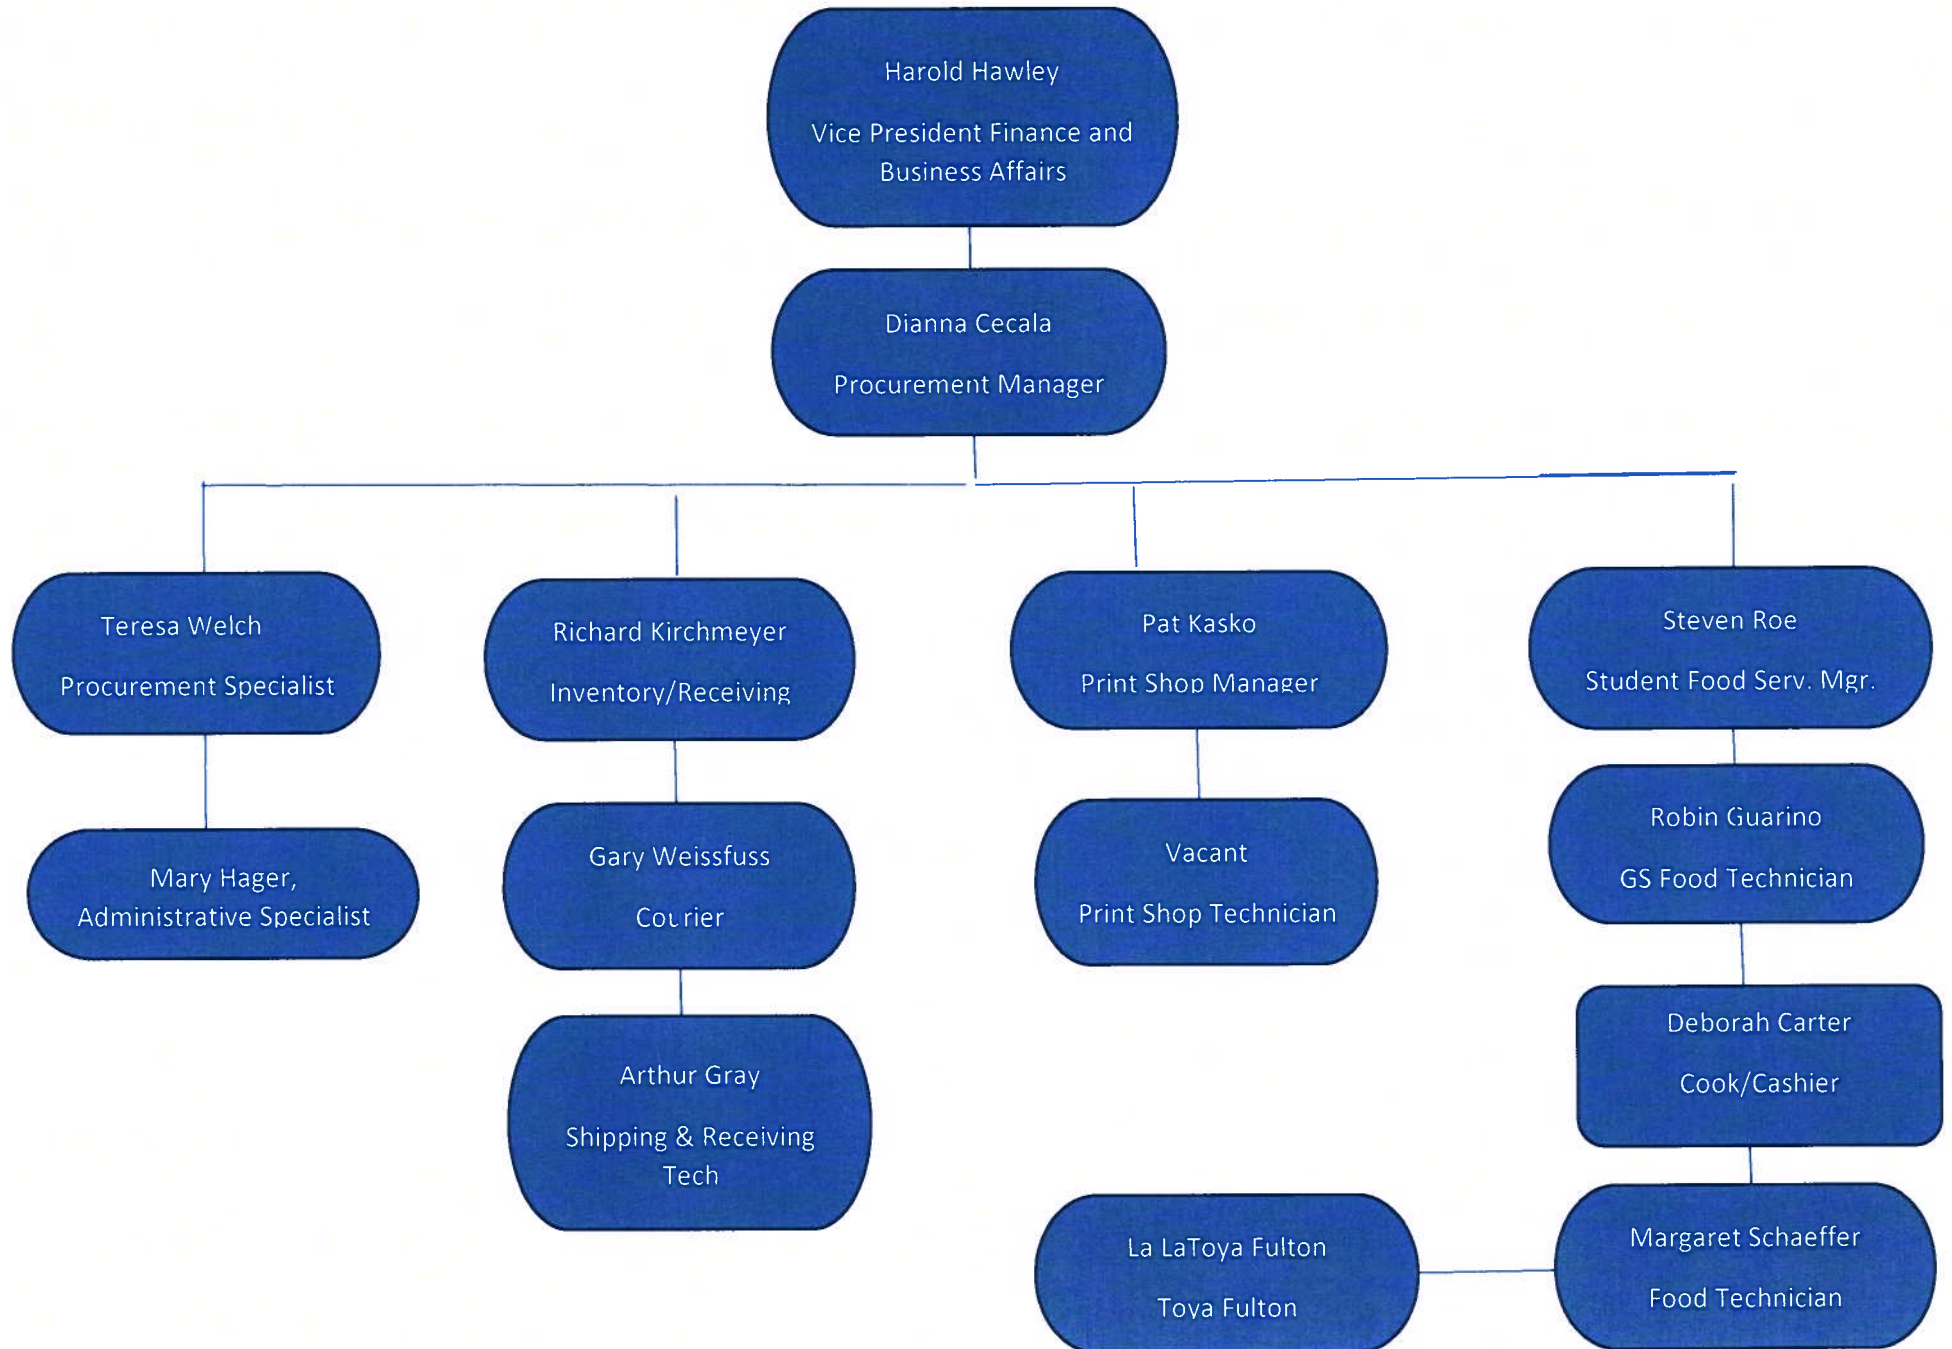 Harold Hawley
Vice President Finance and
Business Affairs
Dianna Cecala
Procurement Manager
Teresa Welch
Procurement Specialist
Richard Kirchmeyer
Inventory/Receiving
Pat Kasko
Print Shop Manager
Steven Roe
Student Food Serv. Mgr.
Mary Hager,
Administrative Specialist
Gary Weissfuss
Courier
Vacant
Print Shop Technician
Robin Guarino
GS Food Technician
Arthur Gray
Shipping & Receiving
Tech
Deborah Carter
Cook/Cashier
La LaToya Fulton
Toya Fulton
Margaret Schaeffer
Food Technician